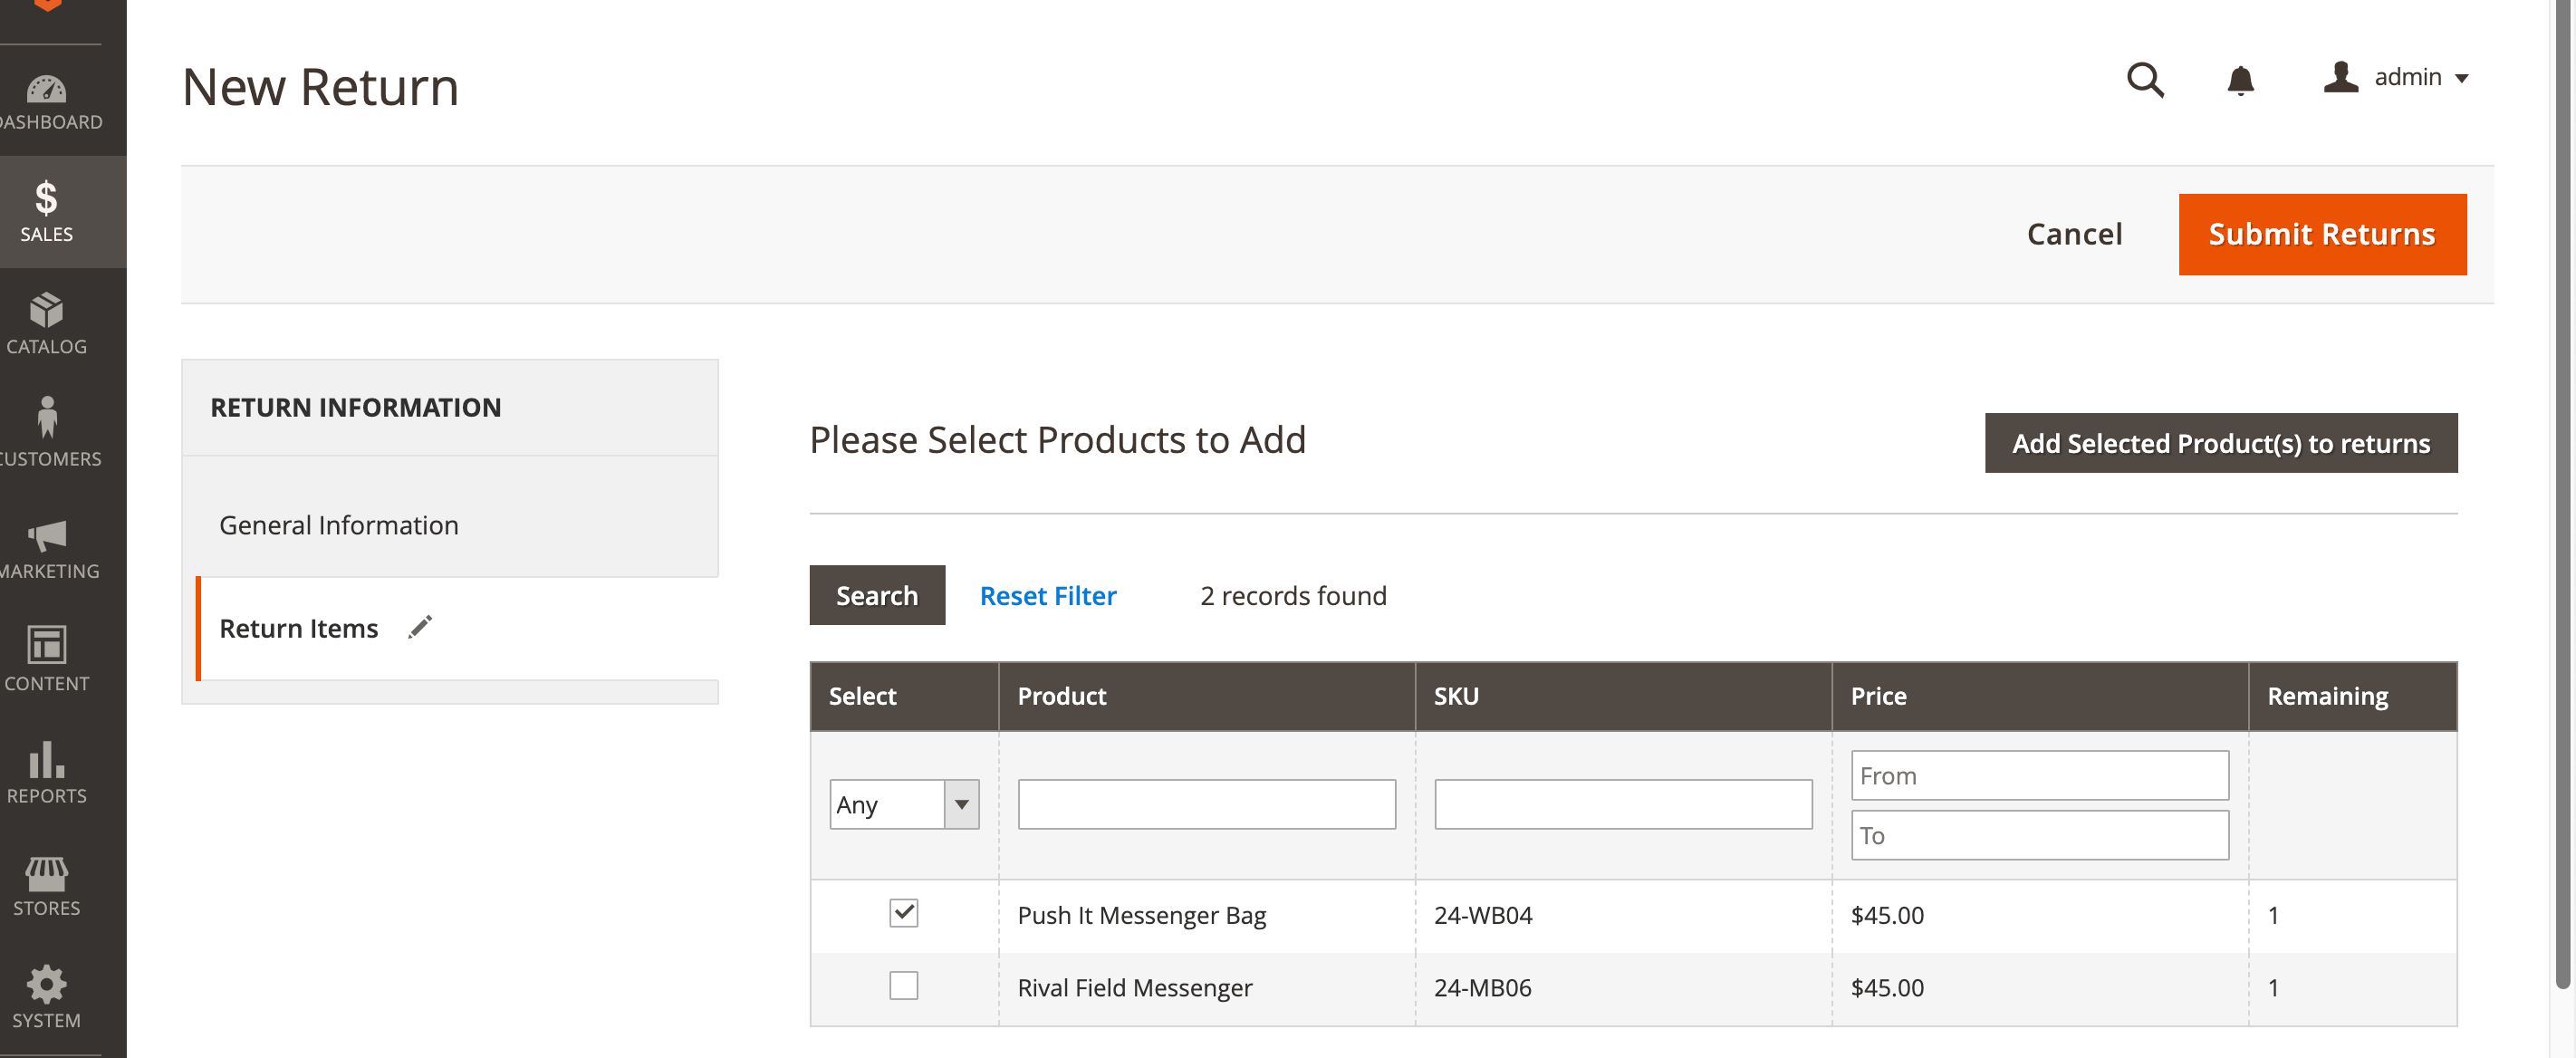 New Return
admin
DASHBOARD
SALES
CATALOG
CUSTOMERS
MARKETING
CONTENT
REPORTS
STORES
SYSTEM
Cancel
Submit Returns
RETURN INFORMATION
General Information
Return Items
Please Select Products to Add
Add Selected Product(s) to returns
Search
Reset Filter
2 records found
Select Product SKU Price Remaining
Any
From
To
Push It Messenger Bag 24-WB04 $45.00 1
Rival Field Messenger 24-MB06 $45.00 1